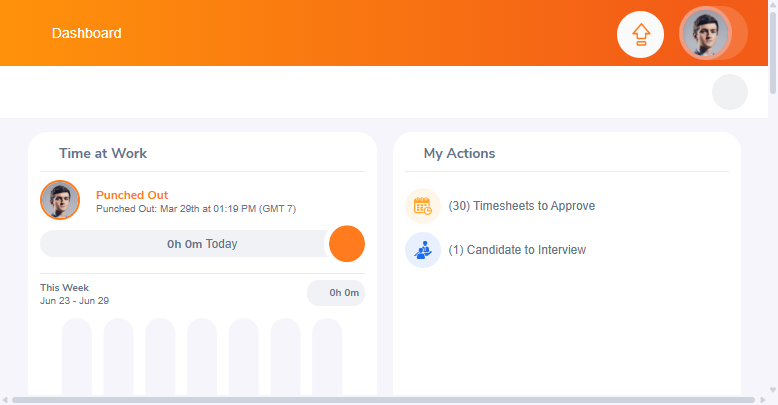 Dashboard
Time at Work
Punched Out
Punched Out: Mar 29th at 01:19 PM (GMT 7)
0h 0m Today
This Week
Jun 23 - Jun 29
0h 0m
My Actions
(30) Timesheets to Approve
(1) Candidate to Interview